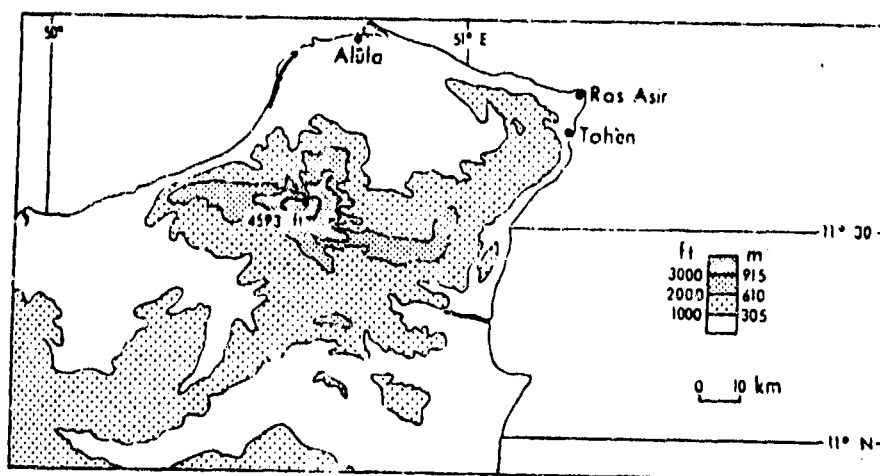 50°
51° E
Alūla
Ras Asir
Tohen
4593 ft
11° 30
ft m
3000 915
2000 610
1000 305
0 10 km
11° N